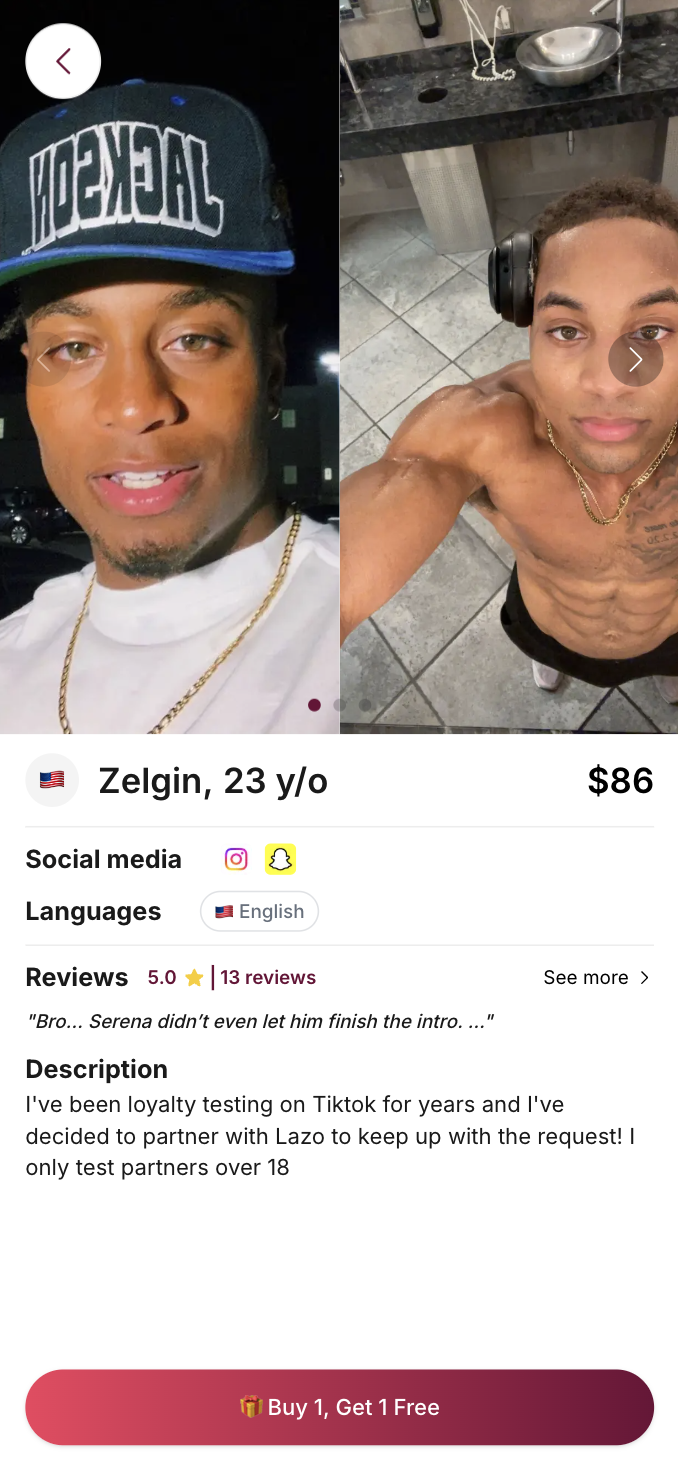 JACKSON
Zelgin, 23 y/o
$86
Social media
Languages
English
Reviews
5.0
13 reviews
See more
"Bro... Serena didn’t even let him finish the intro. ..."
Description
I've been loyalty testing on Tiktok for years and I've
decided to partner with Lazo to keep up with the request! I
only test partners over 18
Buy 1, Get 1 Free